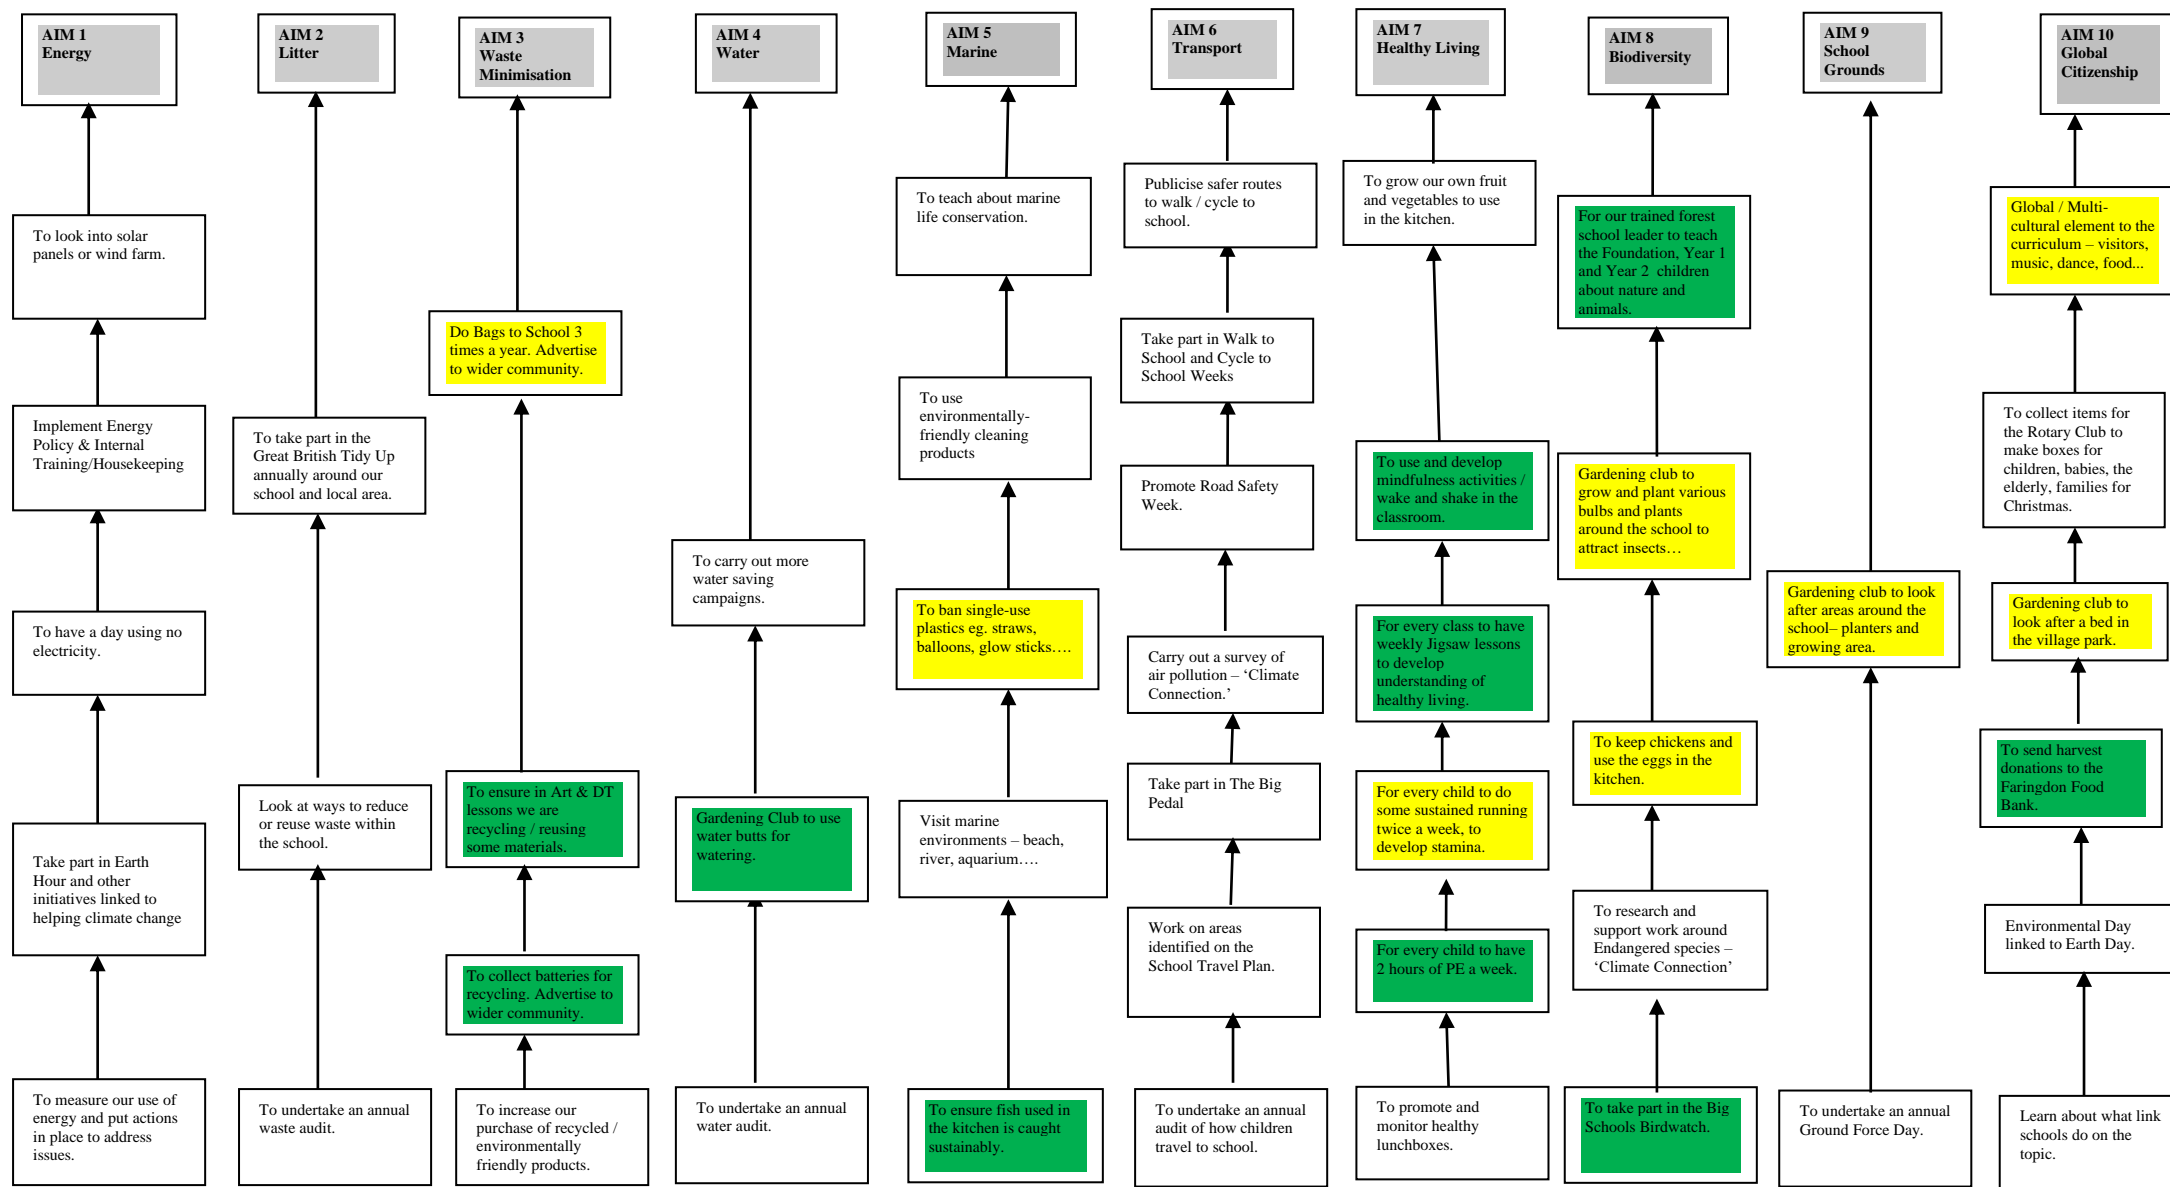 AIM 1
Energy
To look into solar
panels or wind farm.
Implement Energy
Policy & Internal
Training/Housekeeping
To have a day using no
electricity.
Take part in Earth
Hour and other
initiatives linked to
helping climate change
To measure our use of
energy and put actions
in place to address
issues.
AIM 2
Litter
To take part in the
Great British Tidy Up
annually around our
school and local area.
Look at ways to reduce
or reuse waste within
the school.
To undertake an annual
waste audit.
AIM 3
Waste
Minimisation
Do Bags to School 3
times a year. Advertise
to wider community.
To ensure in Art & DT
lessons we are
recycling / reusing
some materials.
To collect batteries for
recycling. Advertise to
wider community.
To increase our
purchase of recycled /
environmentally
friendly products.
AIM 4
Water
To carry out more
water saving
campaigns.
Gardening Club to use
water butts for
watering.
To undertake an annual
water audit.
AIM 5
Marine
To teach about marine
life conservation.
To use
environmentally-
friendly cleaning
products
To ban single-use
plastics eg. straws,
balloons, glow sticks….
Visit marine
environments – beach,
river, aquarium….
To ensure fish used in
the kitchen is caught
sustainably.
AIM 6
Transport
Publicise safer routes
to walk / cycle to
school.
Take part in Walk to
School and Cycle to
School Weeks
Promote Road Safety
Week.
Carry out a survey of
air pollution – ‘Climate
Connection.’
Take part in The Big
Pedal
Work on areas
identified on the
School Travel Plan.
To undertake an annual
audit of how children
travel to school.
AIM 7
Healthy Living
To grow our own fruit
and vegetables to use
in the kitchen.
To use and develop
mindfulness activities /
wake and shake in the
classroom.
For every class to have
weekly Jigsaw lessons
to develop
understanding of
healthy living.
For every child to do
some sustained running
twice a week, to
develop stamina.
For every child to have
2 hours of PE a week.
To promote and
monitor healthy
lunchboxes.
AIM 8
Biodiversity
For our trained forest
school leader to teach
the Foundation, Year 1
and Year 2 children
about nature and
animals.
Gardening club to
grow and plant various
bulbs and plants
around the school to
attract insects…
To keep chickens and
use the eggs in the
kitchen.
To research and
support work around
Endangered species –
‘Climate Connection’
To take part in the Big
Schools Birdwatch.
AIM 9
School
Grounds
Gardening club to look
after areas around the
school– planters and
growing area.
To undertake an annual
Ground Force Day.
AIM 10
Global
Citizenship
Global / Multi-
cultural element to the
curriculum – visitors,
music, dance, food...
To collect items for
the Rotary Club to
make boxes for
children, babies, the
elderly, families for
Christmas.
Gardening club to
look after a bed in
the village park.
To send harvest
donations to the
Faringdon Food
Bank.
Environmental Day
linked to Earth Day.
Learn about what link
schools do on the
topic.